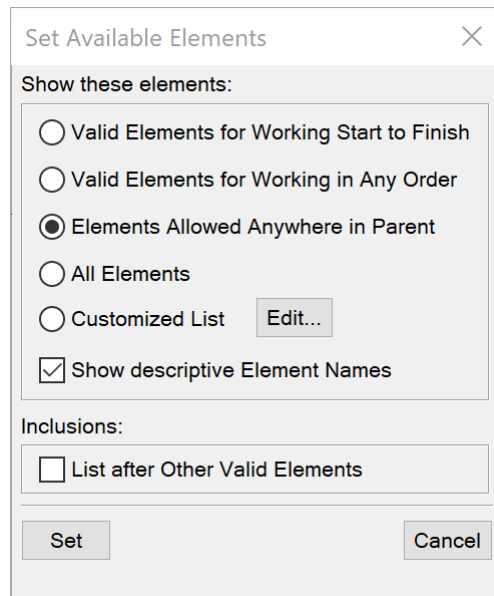 Set Available Elements
Show these elements:
Valid Elements for Working Start to Finish
Valid Elements for Working in Any Order
Elements Allowed Anywhere in Parent
All Elements
Customized List Edit...
Show descriptive Element Names
Inclusions:
List after Other Valid Elements
Set Cancel